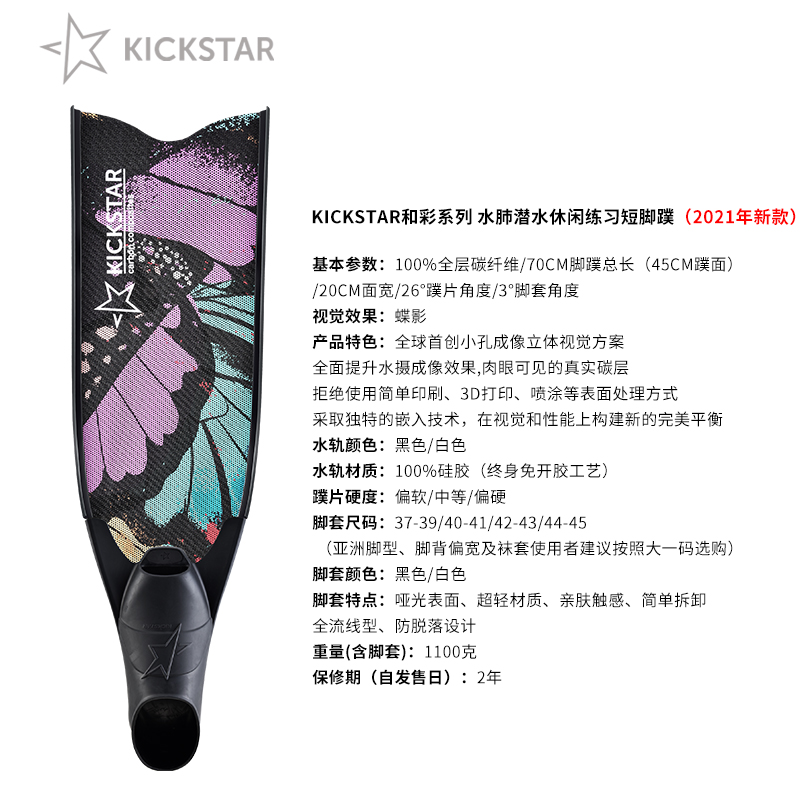 KICKSTAR
KICKSTAR
carbon composites
KICKSTAR和彩系列 水肺潜水休闲练习短脚蹼（2021年新款）
基本参数：100%全层碳纤维/70CM脚蹼总长（45CM蹼面）
/20CM面宽/26°蹼片角度/3°脚套角度
视觉效果：蝶影
产品特色：全球首创小孔成像立体视觉方案
全面提升水摄成像效果,肉眼可见的真实碳层
拒绝使用简单印刷、3D打印、喷涂等表面处理方式
采取独特的嵌入技术，在视觉和性能上构建新的完美平衡
水轨颜色：黑色/白色
水轨材质：100%硅胶（终身免开胶工艺）
蹼片硬度：偏软/中等/偏硬
脚套尺码：37-39/40-41/42-43/44-45
（亚洲脚型、脚背偏宽及袜套使用者建议按照大一码选购）
脚套颜色：黑色/白色
脚套特点：哑光表面、超轻材质、亲肤触感、简单拆卸
全流线型、防脱落设计
重量(含脚套)：1100克
保修期（自发售日）：2年